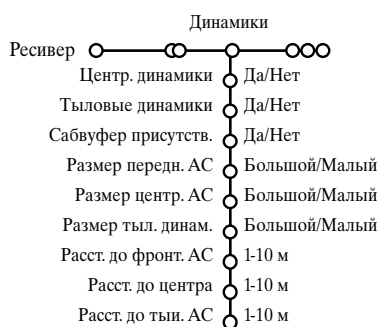 Динамики
Ресивер
Центр. динамики Да/Нет
Тыловые динамики Да/Нет
Сабвуфер присутств. Да/Нет
Размер передн. АС Большой/Малый
Размер центр. АС Большой/Малый
Размер тыл. динам. Большой/Малый
Расст. до фронт. АС 1-10 м
Расст. до центра 1-10 м
Расст. до тыи. АС 1-10 м